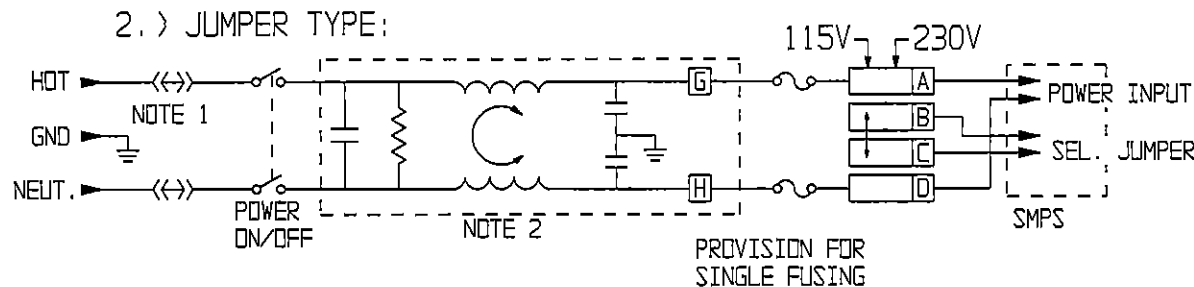 2.) JUMPER TYPE:
115V 230V
HOT
NOTE 1
GND
NEUT.
POWER
ON/OFF
NOTE 2
G
H
PROVISION FOR
SINGLE FUSING
A
B
C
D
POWER INPUT
SEL. JUMPER
SMPS